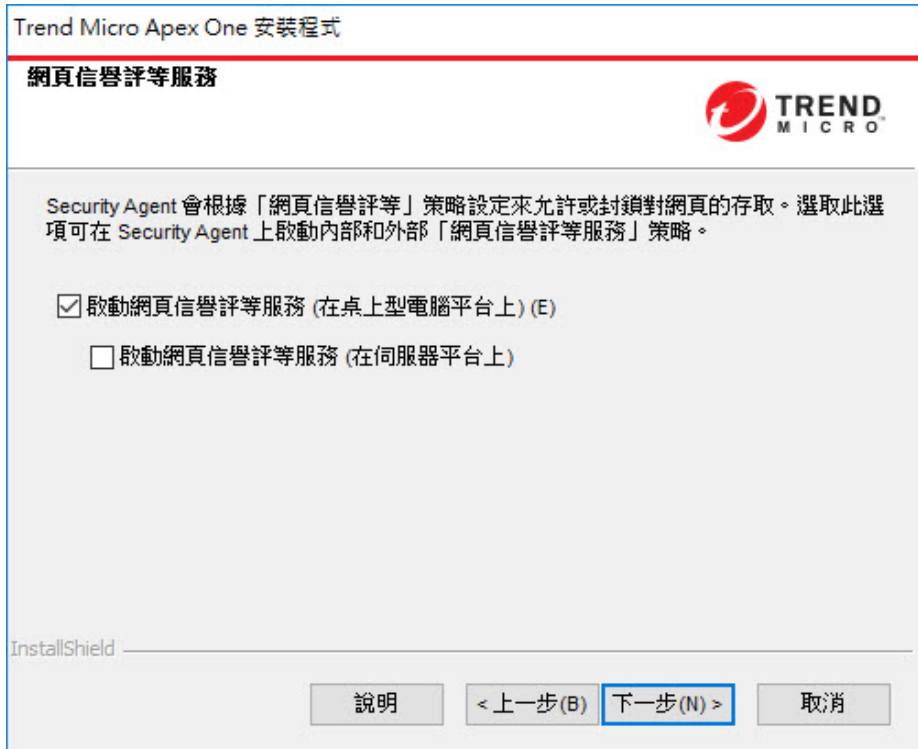 Trend Micro Apex One 安裝程式
網頁信譽評等服務
TREND
MICRO
Security Agent 會根據「網頁信譽評等」策略設定來允許或封鎖對網頁的存取。選取此選
項可在 Security Agent 上啟動內部和外部「網頁信譽評等服務」策略。
啟動網頁信譽評等服務 (在桌上型電腦平台上) (E)
啟動網頁信譽評等服務 (在伺服器平台上)
InstallShield
說明
< 上一步(B)
下一步(N) >
取消